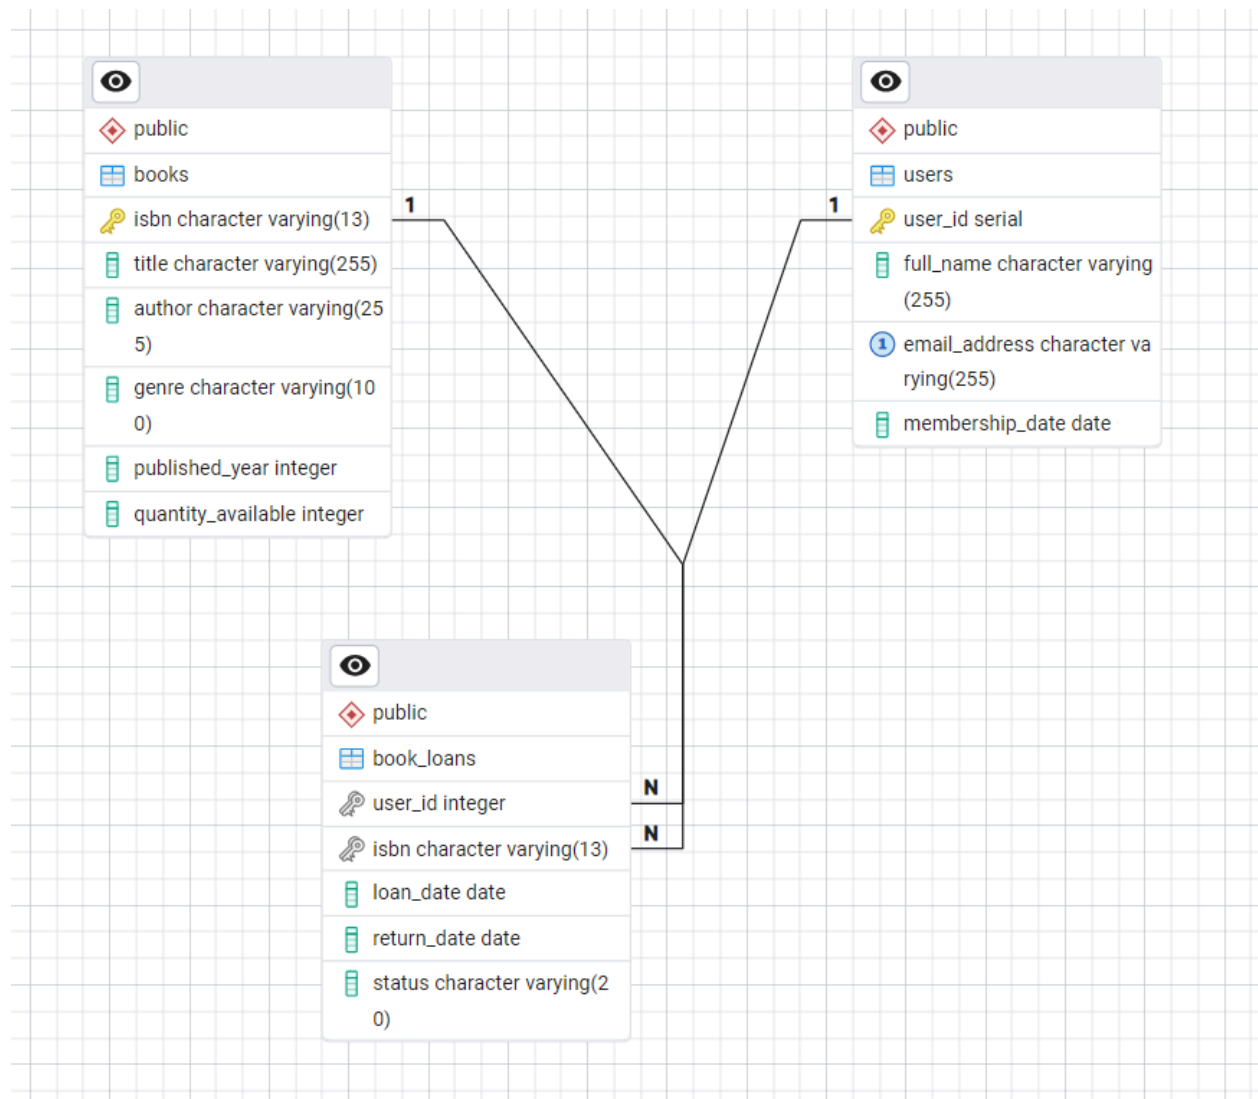 public
books
isbn character varying(13)
title character varying(255)
author character varying(25
5)
genre character varying(10
0)
published_year integer
quantity_available integer
1
1
public
users
user_id serial
full_name character varying
(255)
1
email_address character va
rying(255)
membership_date date
public
book_loans
user_id integer
isbn character varying(13)
loan_date date
return_date date
status character varying(2
0)
N
N